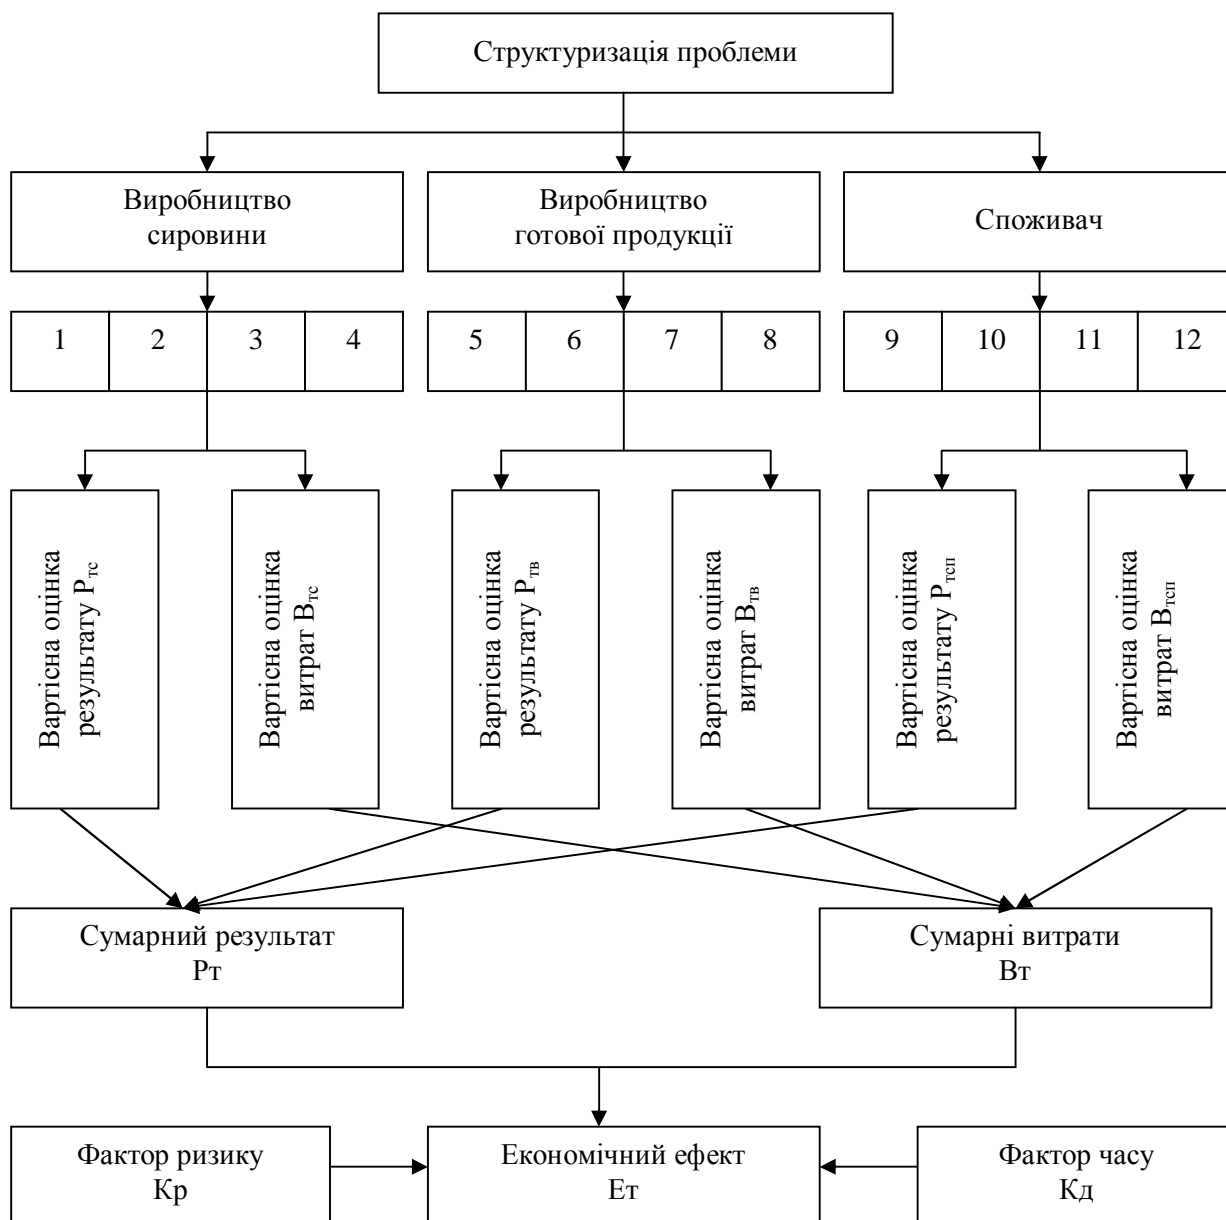 Структуризація проблеми
Виробництво
сировини
Виробництво
готової продукції
Споживач
1 2 3 4 5 6 7 8 9 10 11 12
Вартісна оцінка
результату Ртс
Вартісна оцінка
витрат Втс
Вартісна оцінка
результату Ртв
Вартісна оцінка
витрат Втв
Вартісна оцінка
результату Ртсп
Вартісна оцінка
витрат Втсп
Сумарний результат
Рт
Сумарні витрати
Вт
Фактор ризику
Кр
Економічний ефект
Ет
Фактор часу
Кд